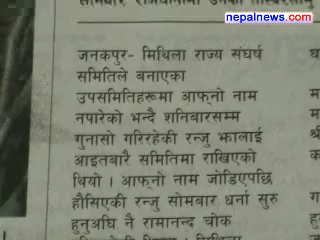 nepalnews.com
जनकपुर- मिथिला राज्य संघर्ष
समितिले बनाएका
उपसमितिहरूमा आफ्‌नो नाम
नपारेको भन्दै शनिबारसम्म
गुनासो गरिरहेकी रन्जु झालाई
आइतबारै समितिमा राखिएको
थियो । आफ्‌नो नाम जोडिएपछि
हौसिएकी रन्जु सोमबार धर्ना सुरु
हुनुअघि नै रामानन्द चोक